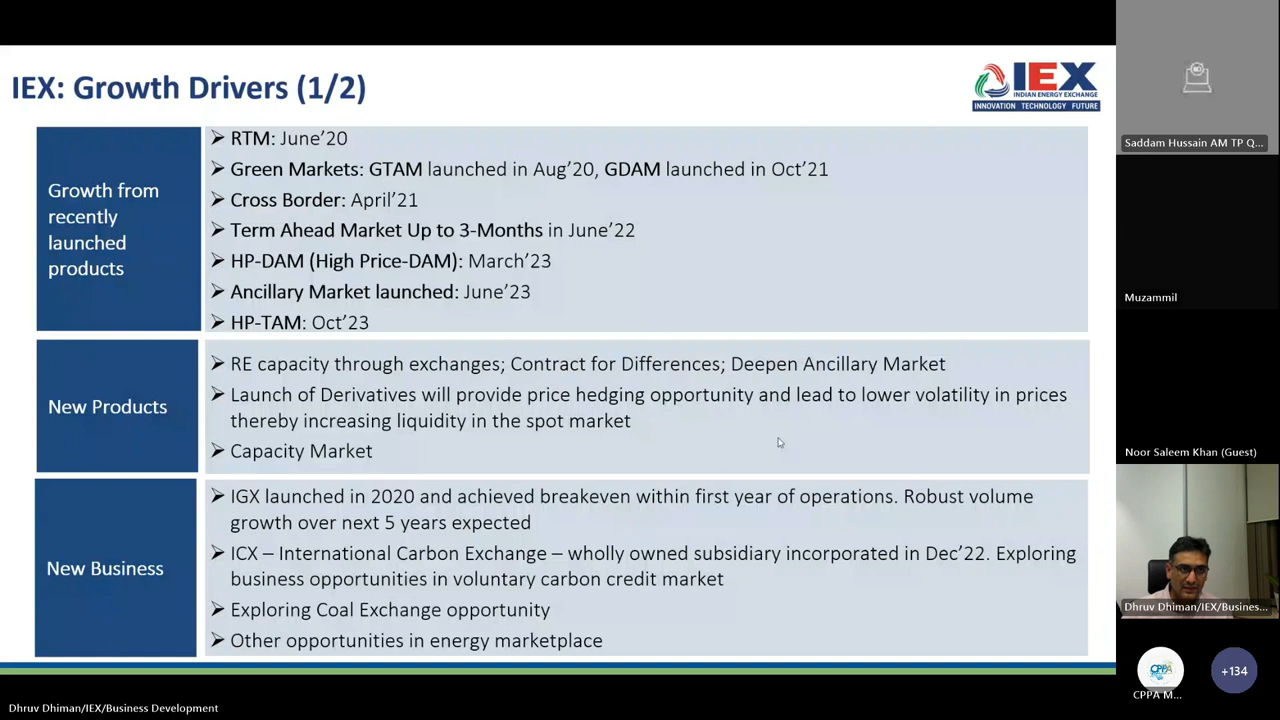 IEX: Growth Drivers (1/2)
IEX
INDIAN ENERGY EXCHANGE
INNOVATION TECHNOLOGY FUTURE
Growth from
recently
launched
products
➢ RTM: June’20
➢ Green Markets: GTAM launched in Aug’20, GDAM launched in Oct’21
➢ Cross Border: April’21
➢ Term Ahead Market Up to 3-Months in June’22
➢ HP-DAM (High Price-DAM): March’23
➢ Ancillary Market launched: June’23
➢ HP-TAM: Oct’23
New Products
➢ RE capacity through exchanges; Contract for Differences; Deepen Ancillary Market
➢ Launch of Derivatives will provide price hedging opportunity and lead to lower volatility in prices
thereby increasing liquidity in the spot market
➢ Capacity Market
New Business
➢ IGX launched in 2020 and achieved breakeven within first year of operations. Robust volume
growth over next 5 years expected
➢ ICX – International Carbon Exchange – wholly owned subsidiary incorporated in Dec’22. Exploring
business opportunities in voluntary carbon credit market
➢ Exploring Coal Exchange opportunity
➢ Other opportunities in energy marketplace
Saddam Hussain AM TP Q...
Muzammil
Noor Saleem Khan (Guest)
Dhruv Dhiman/IEX/Busines...
CPPA
CPPA M...
+134
Dhruv Dhiman/IEX/Business Development